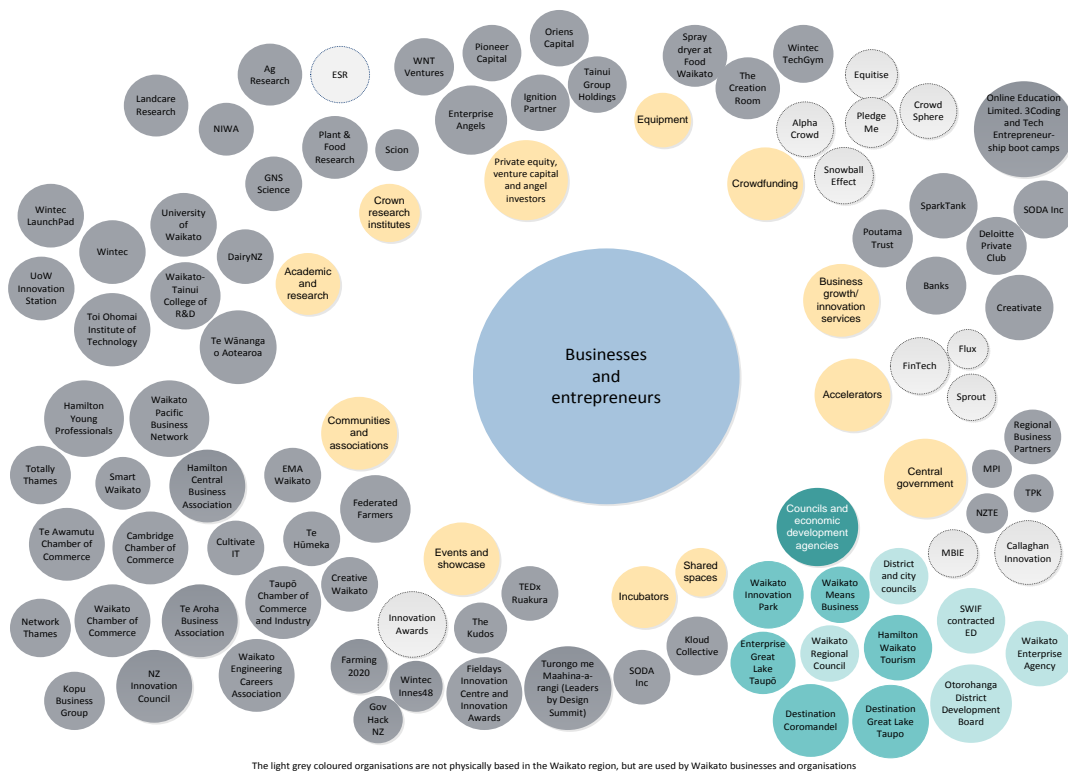 Businesses
and
entrepreneurs
Ag
Research
ESR
Landcare
Research
NIWA
Plant &
Food
Research
Scion
GNS
Science
Crown
research
institutes
WNT
Ventures
Pioneer
Capital
Oriens
Capital
Enterprise
Angels
Ignition
Partner
Tainui
Group
Holdings
Private equity,
venture capital
and angel
investors
Spray
dryer at
Food
Waikato
The
Creation
Room
Wintec
TechGym
Equipment
Equitise
Alpha
Crowd
Pledge
Me
Crowd
Sphere
Snowball
Effect
Crowdfunding
Online Education
Limited. 3Coding
and Tech
Entrepreneur-
ship boot camps
SparkTank
SODA Inc
Poutama
Trust
Deloitte
Private
Club
Banks
Creativate
Business
growth/
innovation
services
Wintec
LaunchPad
University
of
Waikato
Wintec
DairyNZ
UoW
Innovation
Station
Waikato-
Tainui
College of
R&D
Toi Ohomai
Institute of
Technology
Te Wānanga
o Aotearoa
Academic
and
research
FinTech
Flux
Sprout
Accelerators
Hamilton
Young
Professionals
Waikato
Pacific
Business
Network
Communities
and
associations
Totally
Thames
Smart
Waikato
Hamilton
Central
Business
Association
EMA
Waikato
Federated
Farmers
Te Awamutu
Chamber of
Commerce
Cambridge
Chamber of
Commerce
Cultivate
IT
Te
Hūmeka
Network
Thames
Waikato
Chamber of
Commerce
Te Aroha
Business
Association
Taupō
Chamber of
Commerce
and Industry
Creative
Waikato
Kopu
Business
Group
NZ
Innovation
Council
Waikato
Engineering
Careers
Association
Events and
showcase
Innovation
Awards
The
Kudos
TEDx
Ruakura
Farming
2020
Wintec
Innes48
Gov
Hack
NZ
Fieldays
Innovation
Centre and
Innovation
Awards
Turongo me
Maahina-a-
rangi (Leaders
by Design
Summit)
Incubators
SODA
Inc
Shared
spaces
Kloud
Collective
Central
government
Regional
Business
Partners
MPI
TPK
NZTE
MBIE
Callaghan
Innovation
Councils and
economic
development
agencies
Waikato
Innovation
Park
Waikato
Means
Business
District
and city
councils
SWIF
contracted
ED
Enterprise
Great
Lake
Taupō
Waikato
Regional
Council
Hamilton
Waikato
Tourism
Waikato
Enterprise
Agency
Destination
Coromandel
Destination
Great Lake
Taupo
Otorohanga
District
Development
Board
The light grey coloured organisations are not physically based in the Waikato region, but are used by Waikato businesses and organisations